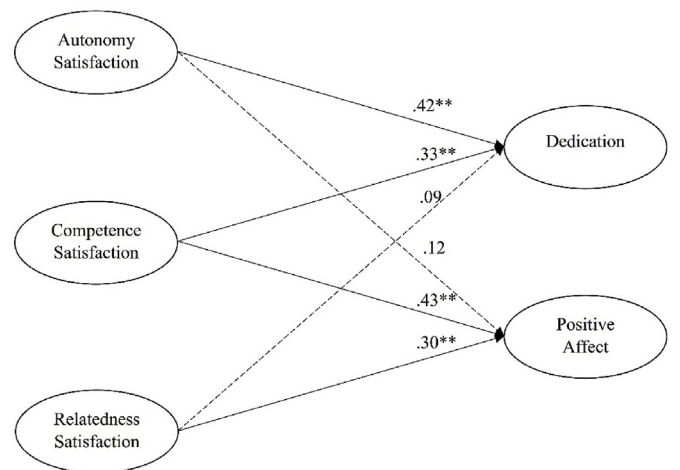 Autonomy
Satisfaction
.42**
Dedication
.33**
.09
Competence
Satisfaction
.12
.43**
Positive
Affect
.30**
Relatedness
Satisfaction